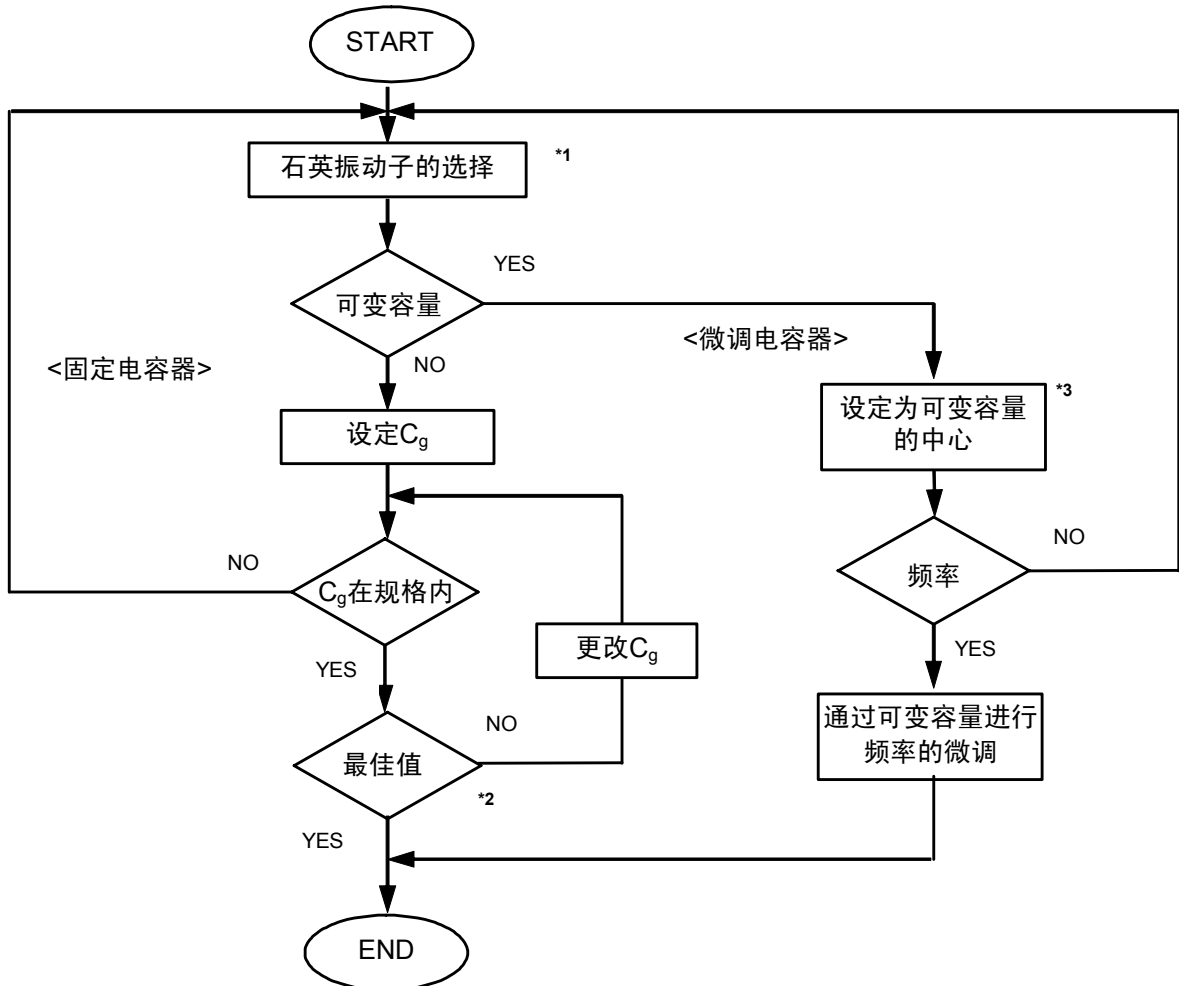 START
石英振动子的选择
*1
YES
可变容量
<微调电容器>
<固定电容器>
NO
*3
设定为可变容量
的中心
设定Cg
NO
频率
NO
Cg在规格内
更改Cg
YES
YES
通过可变容量进行
频率的微调
NO
最佳值
*2
YES
END